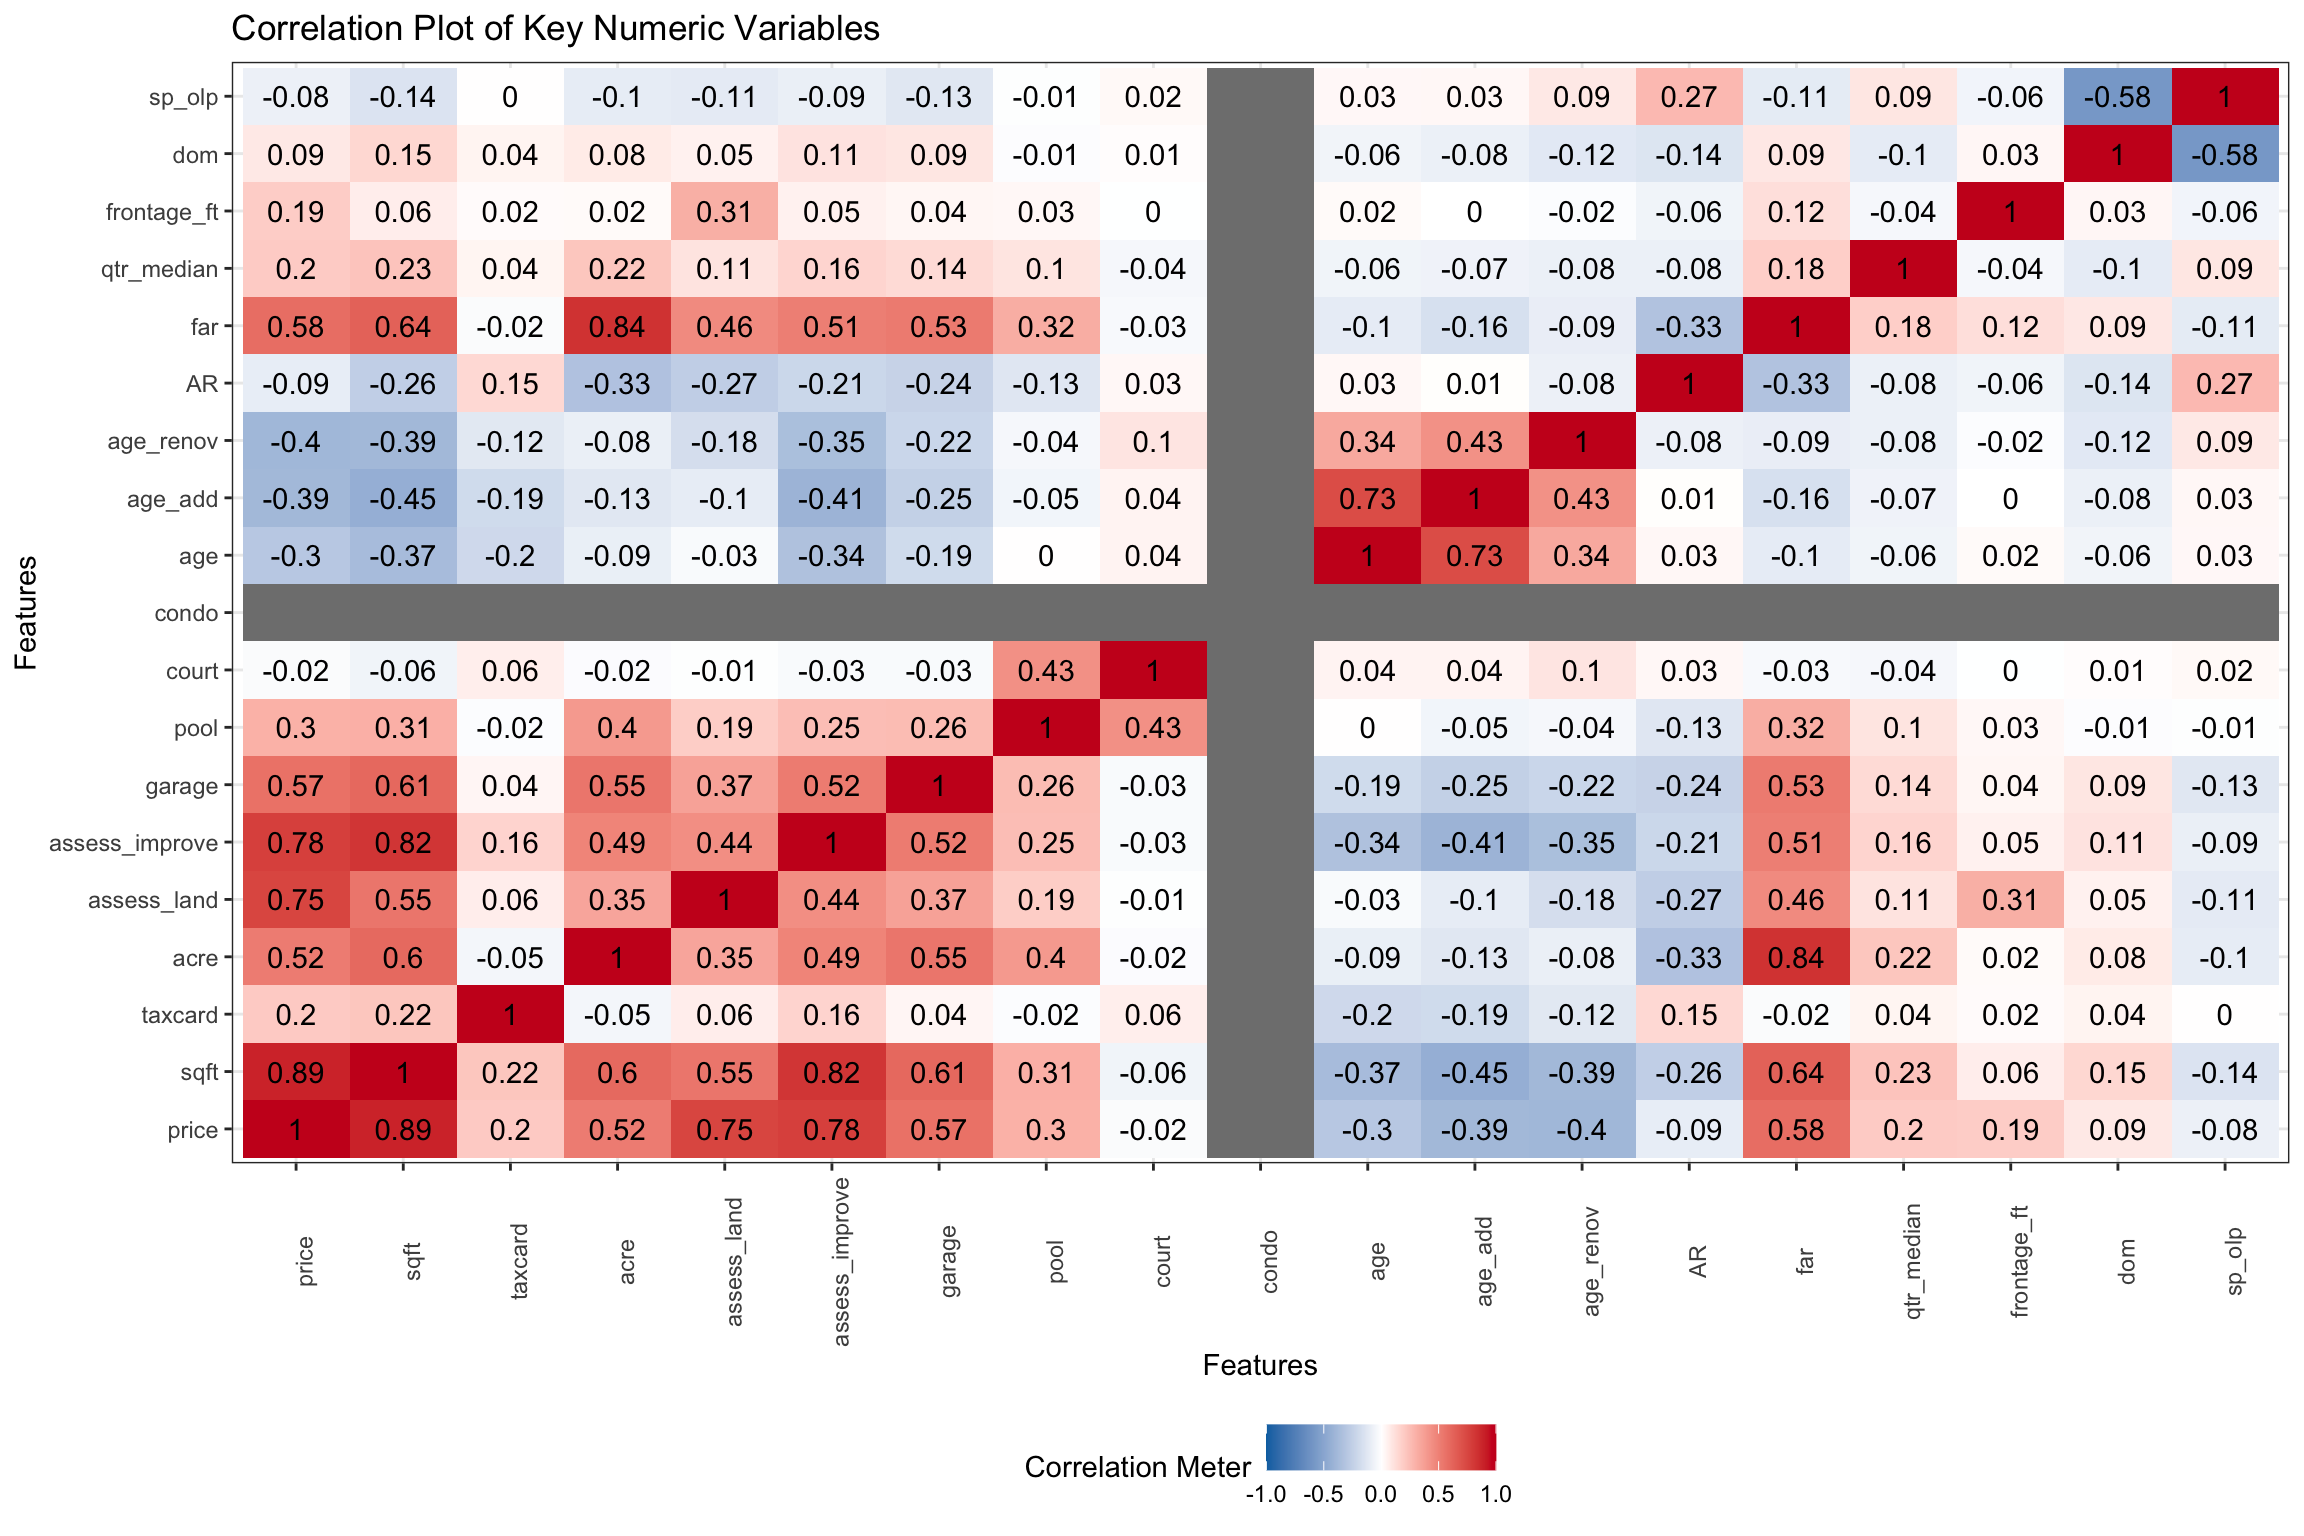 Correlation Plot of Key Numeric Variables
sp_olp -0.08 -0.14 0 -0.1 -0.11 -0.09 -0.13 -0.01 0.02 0.03 0.03 0.09 0.27 -0.11 0.09 -0.06 -0.58 1
dom 0.09 0.15 0.04 0.08 0.05 0.11 0.09 -0.01 0.01 -0.06 -0.08 -0.12 -0.14 0.09 -0.1 0.03 1 -0.58
frontage_ft 0.19 0.06 0.02 0.02 0.31 0.05 0.04 0.03 0 0.02 0 -0.02 -0.06 0.12 -0.04 1 0.03 -0.06
qtr_median 0.2 0.23 0.04 0.22 0.11 0.16 0.14 0.1 -0.04 -0.06 -0.07 -0.08 -0.08 0.18 1 -0.04 -0.1 0.09
far 0.58 0.64 -0.02 0.84 0.46 0.51 0.53 0.32 -0.03 -0.1 -0.16 -0.09 -0.33 1 0.18 0.12 0.09 -0.11
AR -0.09 -0.26 0.15 -0.33 -0.27 -0.21 -0.24 -0.13 0.03 0.03 0.01 -0.08 1 -0.33 -0.08 -0.06 -0.14 0.27
age_renov -0.4 -0.39 -0.12 -0.08 -0.18 -0.35 -0.22 -0.04 0.1 0.34 0.43 1 -0.08 -0.09 -0.08 -0.02 -0.12 0.09
age_add -0.39 -0.45 -0.19 -0.13 -0.1 -0.41 -0.25 -0.05 0.04 0.73 1 0.43 0.01 -0.16 -0.07 0 -0.08 0.03
age -0.3 -0.37 -0.2 -0.09 -0.03 -0.34 -0.19 0 0.04 1 0.73 0.34 0.03 -0.1 -0.06 0.02 -0.06 0.03
condo
court -0.02 -0.06 0.06 -0.02 -0.01 -0.03 -0.03 0.43 1 0.04 0.04 0.1 0.03 -0.03 -0.04 0 0.01 0.02
pool 0.3 0.31 -0.02 0.4 0.19 0.25 0.26 1 0.43 0 -0.05 -0.04 -0.13 0.32 0.1 0.03 -0.01 -0.01
garage 0.57 0.61 0.04 0.55 0.37 0.52 1 0.26 -0.03 -0.19 -0.25 -0.22 -0.24 0.53 0.14 0.04 0.09 -0.13
assess_improve 0.78 0.82 0.16 0.49 0.44 1 0.52 0.25 -0.03 -0.34 -0.41 -0.35 -0.21 0.51 0.16 0.05 0.11 -0.09
assess_land 0.75 0.55 0.06 0.35 1 0.44 0.37 0.19 -0.01 -0.03 -0.1 -0.18 -0.27 0.46 0.11 0.31 0.05 -0.11
acre 0.52 0.6 -0.05 1 0.35 0.49 0.55 0.4 -0.02 -0.09 -0.13 -0.08 -0.33 0.84 0.22 0.02 0.08 -0.1
taxcard 0.2 0.22 1 -0.05 0.06 0.16 0.04 -0.02 0.06 -0.2 -0.19 -0.12 0.15 -0.02 0.04 0.02 0.04 0
sqft 0.89 1 0.22 0.6 0.55 0.82 0.61 0.31 -0.06 -0.37 -0.45 -0.39 -0.26 0.64 0.23 0.06 0.15 -0.14
price 1 0.89 0.2 0.52 0.75 0.78 0.57 0.3 -0.02 -0.3 -0.39 -0.4 -0.09 0.58 0.2 0.19 0.09 -0.08
Features
price sqft taxcard acre assess_land assess_improve garage pool court condo age age_add age_renov AR far qtr_median frontage_ft dom sp_olp
Features
Correlation Meter
-1.0 -0.5 0.0 0.5 1.0